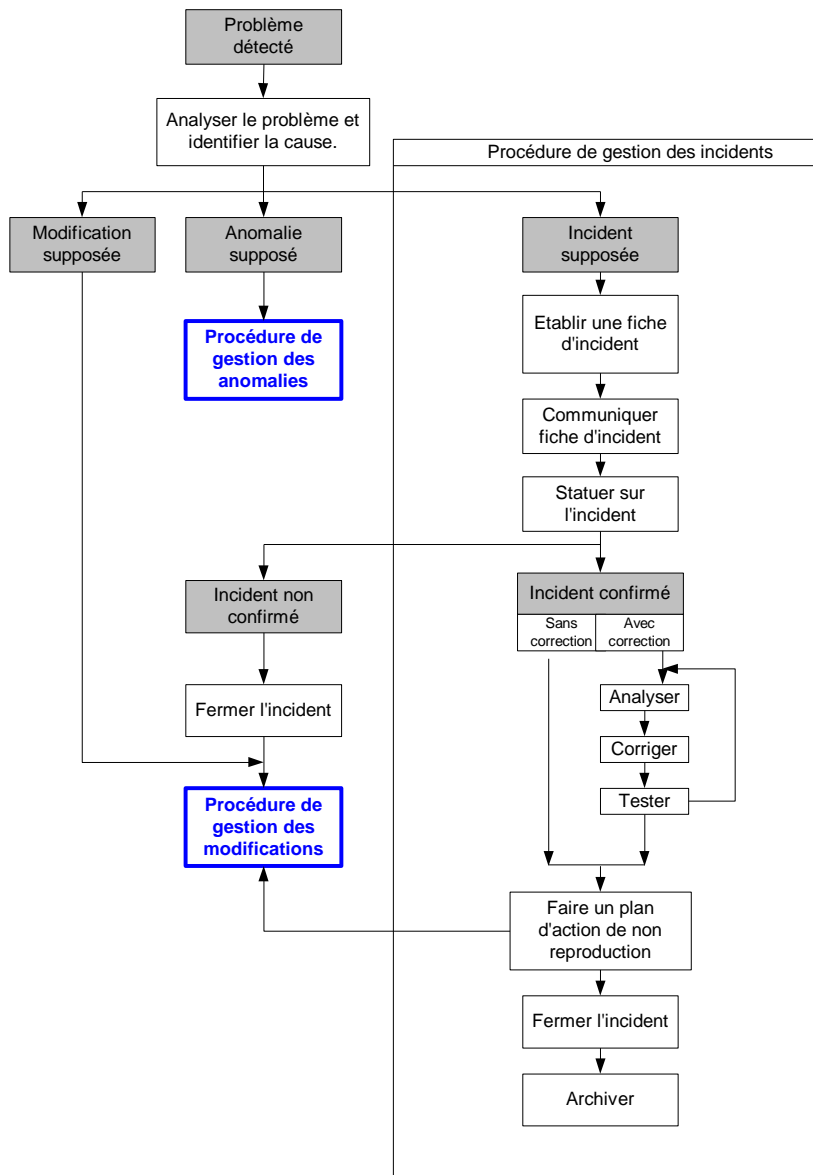 Problème
détecté
Analyser le problème et
identifier la cause.
Procédure de gestion des incidents
Modification
supposée
Anomalie
supposé
Incident
supposée
Procédure de
gestion des
anomalies
Etablir une fiche
d'incident
Communiquer
fiche d'incident
Statuer sur
l'incident
Incident non
confirmé
Incident confirmé
Sans
correction
Avec
correction
Fermer l'incident
Analyser
Corriger
Tester
Procédure de
gestion des
modifications
Faire un plan
d'action de non
reproduction
Fermer l'incident
Archiver